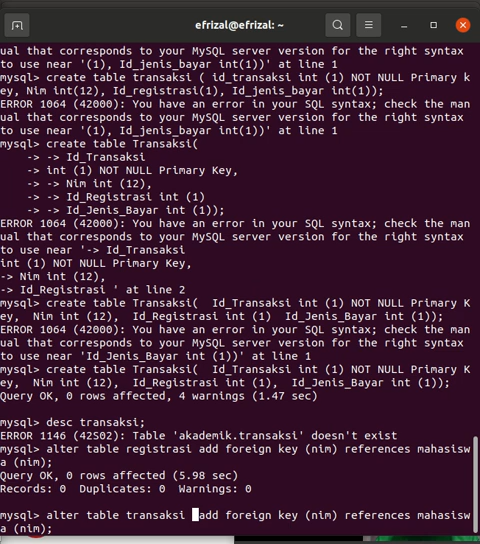 efrizal@efrizal: ~
ual that corresponds to your MySQL server version for the right syntax
to use near '(1), Id_jenis_bayar int(1))' at line 1
mysql> create table transaksi ( id_transaksi int (1) NOT NULL Primary k
ey, Nim int(12), Id_registrasi(1), Id_jenis_bayar int(1));
ERROR 1064 (42000): You have an error in your SQL syntax; check the man
ual that corresponds to your MySQL server version for the right syntax
to use near '(1), Id_jenis_bayar int(1))' at line 1
mysql> create table Transaksi(
    -> -> Id_Transaksi
    -> int (1) NOT NULL Primary Key,
    -> -> Nim int (12),
    -> -> Id_Registrasi int (1)
    -> -> Id_Jenis_Bayar int (1));
ERROR 1064 (42000): You have an error in your SQL syntax; check the man
ual that corresponds to your MySQL server version for the right syntax
to use near '-> Id_Transaksi
int (1) NOT NULL Primary Key,
-> Nim int (12),
-> Id_Registrasi ' at line 2
mysql> create table Transaksi(  Id_Transaksi int (1) NOT NULL Primary K
ey,  Nim int (12),  Id_Registrasi int (1)  Id_Jenis_Bayar int (1));
ERROR 1064 (42000): You have an error in your SQL syntax; check the man
ual that corresponds to your MySQL server version for the right syntax
to use near 'Id_Jenis_Bayar int (1))' at line 1
mysql> create table Transaksi(  Id_Transaksi int (1) NOT NULL Primary K
ey,  Nim int (12),  Id_Registrasi int (1),  Id_Jenis_Bayar int (1));
Query OK, 0 rows affected, 4 warnings (1.47 sec)
mysql> desc transaksi;
ERROR 1146 (42S02): Table 'akademik.transaksi' doesn't exist
mysql> alter table registrasi add foreign key (nim) references mahasisw
a (nim);
Query OK, 0 rows affected (5.98 sec)
Records: 0  Duplicates: 0  Warnings: 0
mysql> alter table transaksi add foreign key (nim) references mahasisw
a (nim);